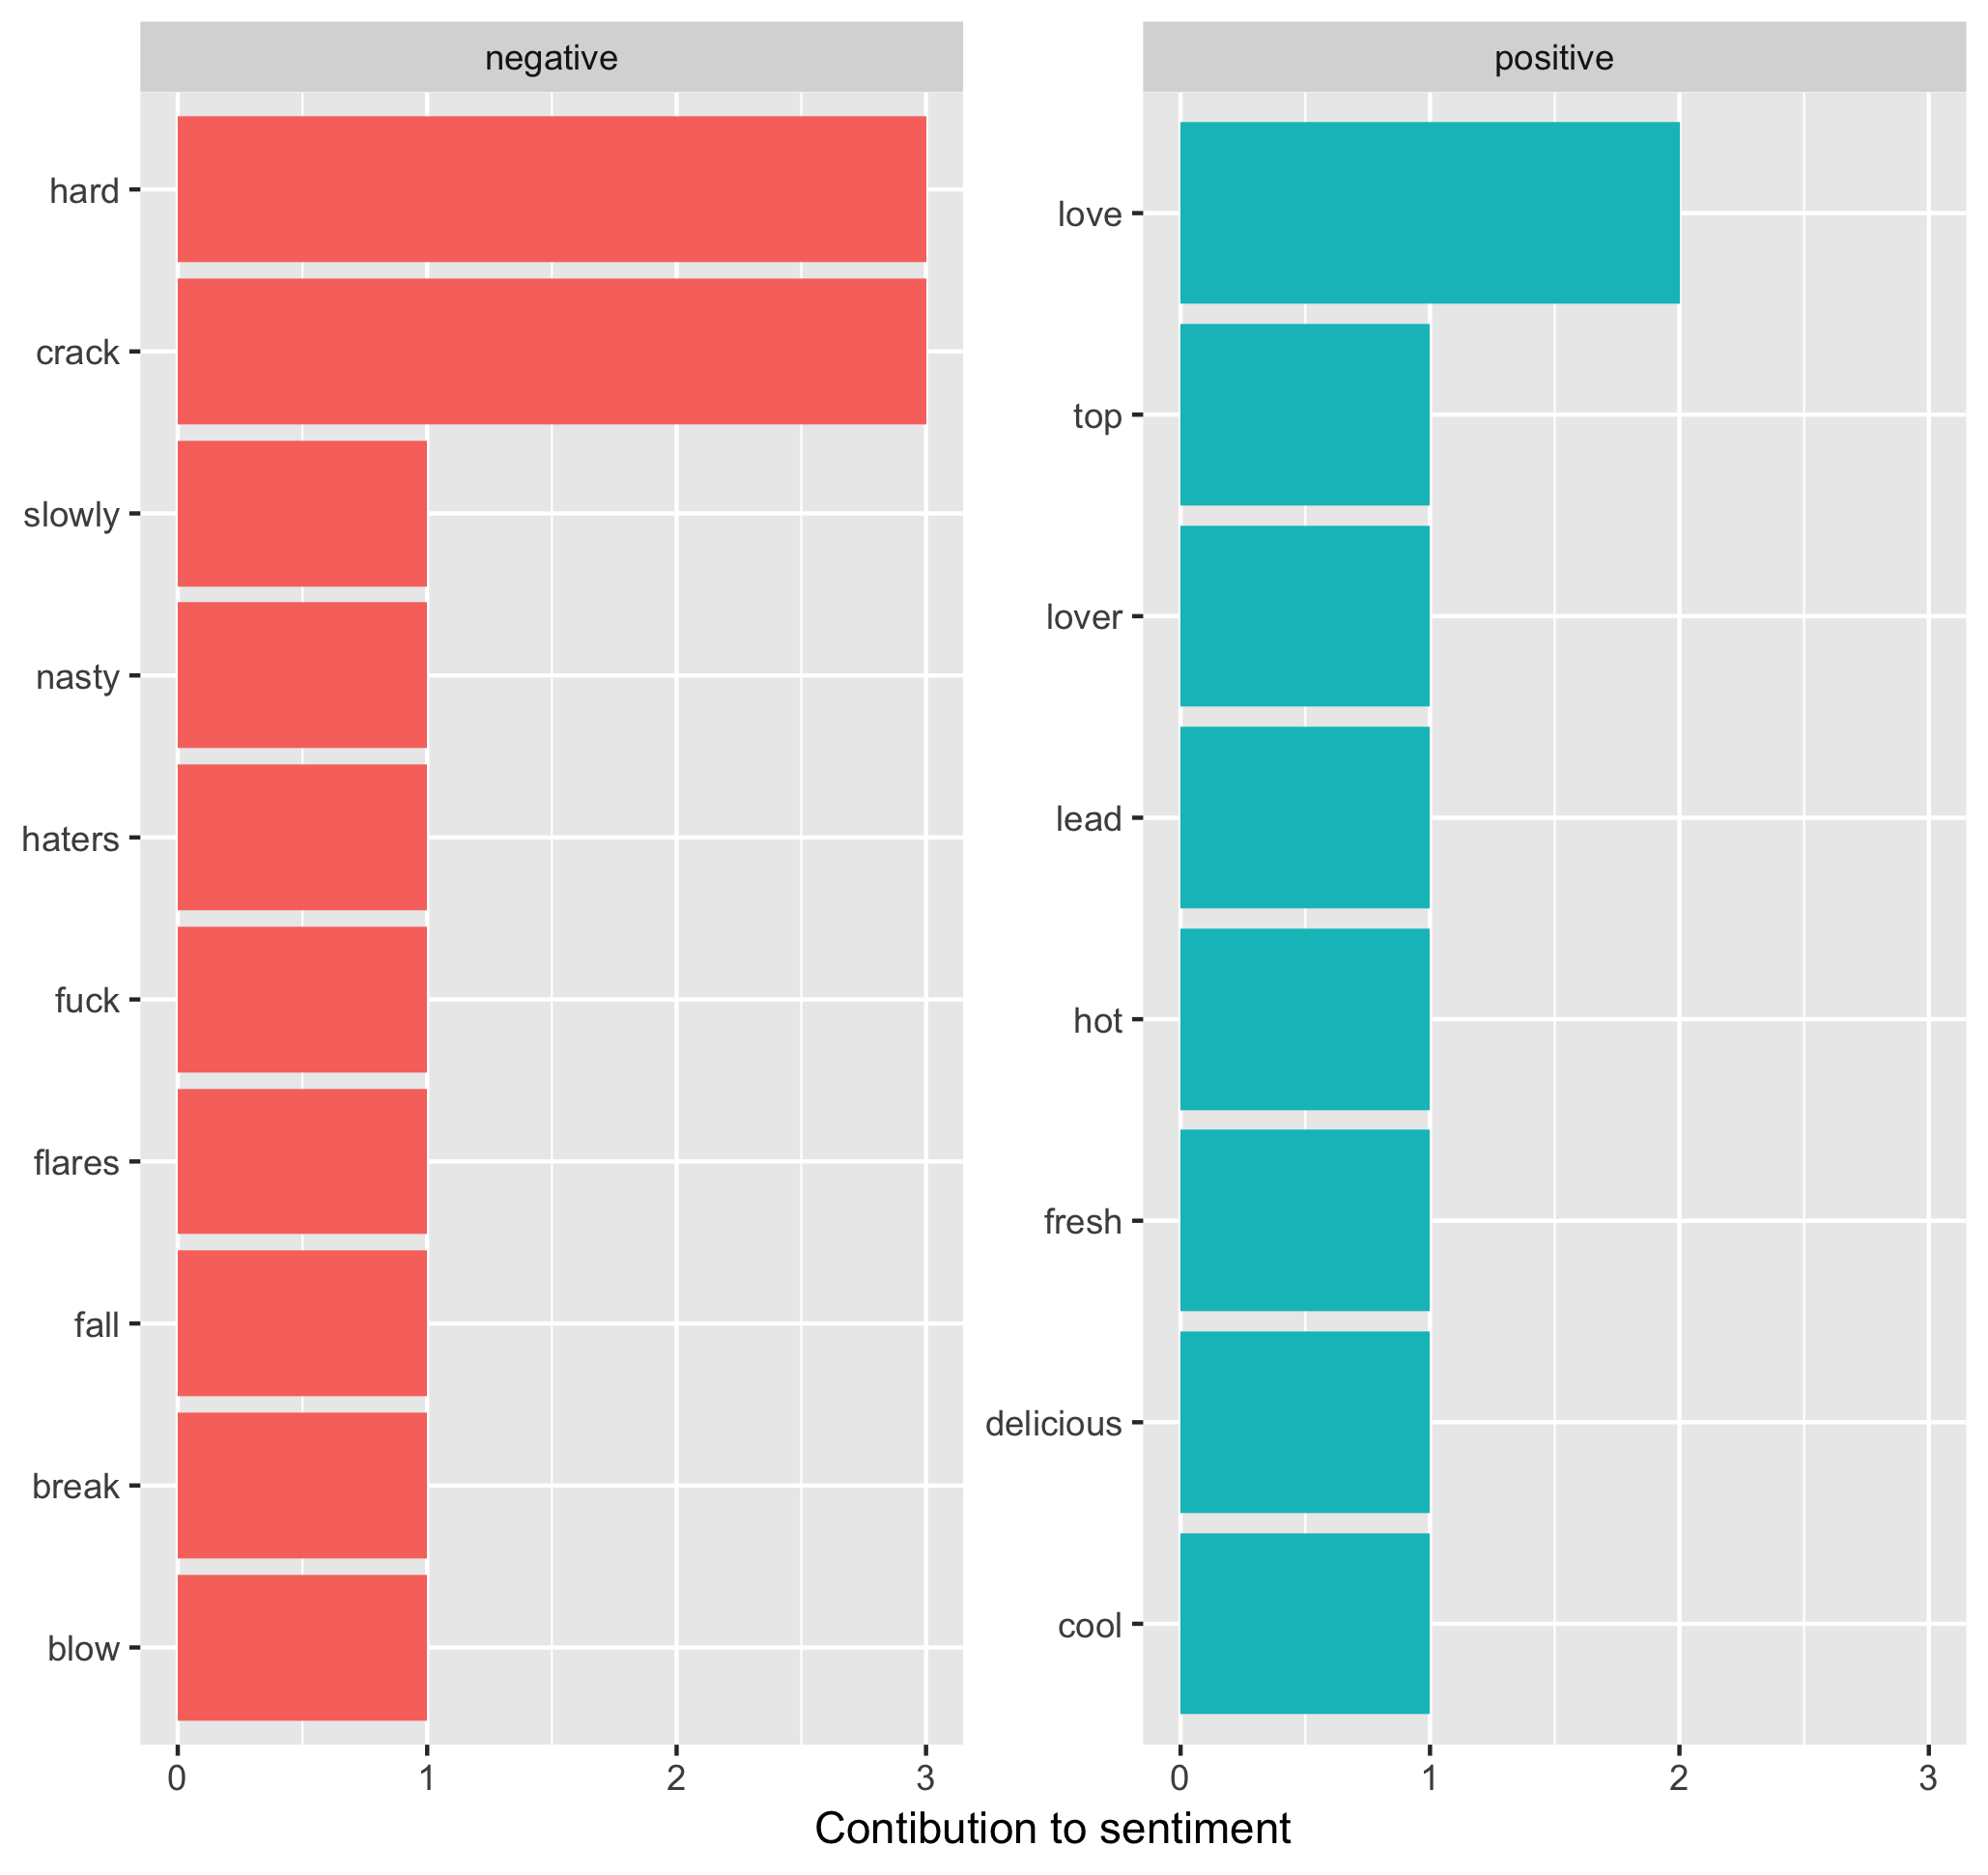 negative
hard
crack
slowly
nasty
haters
fuck
flares
fall
break
blow
0 1 2 3
positive
love
top
lover
lead
hot
fresh
delicious
cool
0 1 2 3
Contibution to sentiment